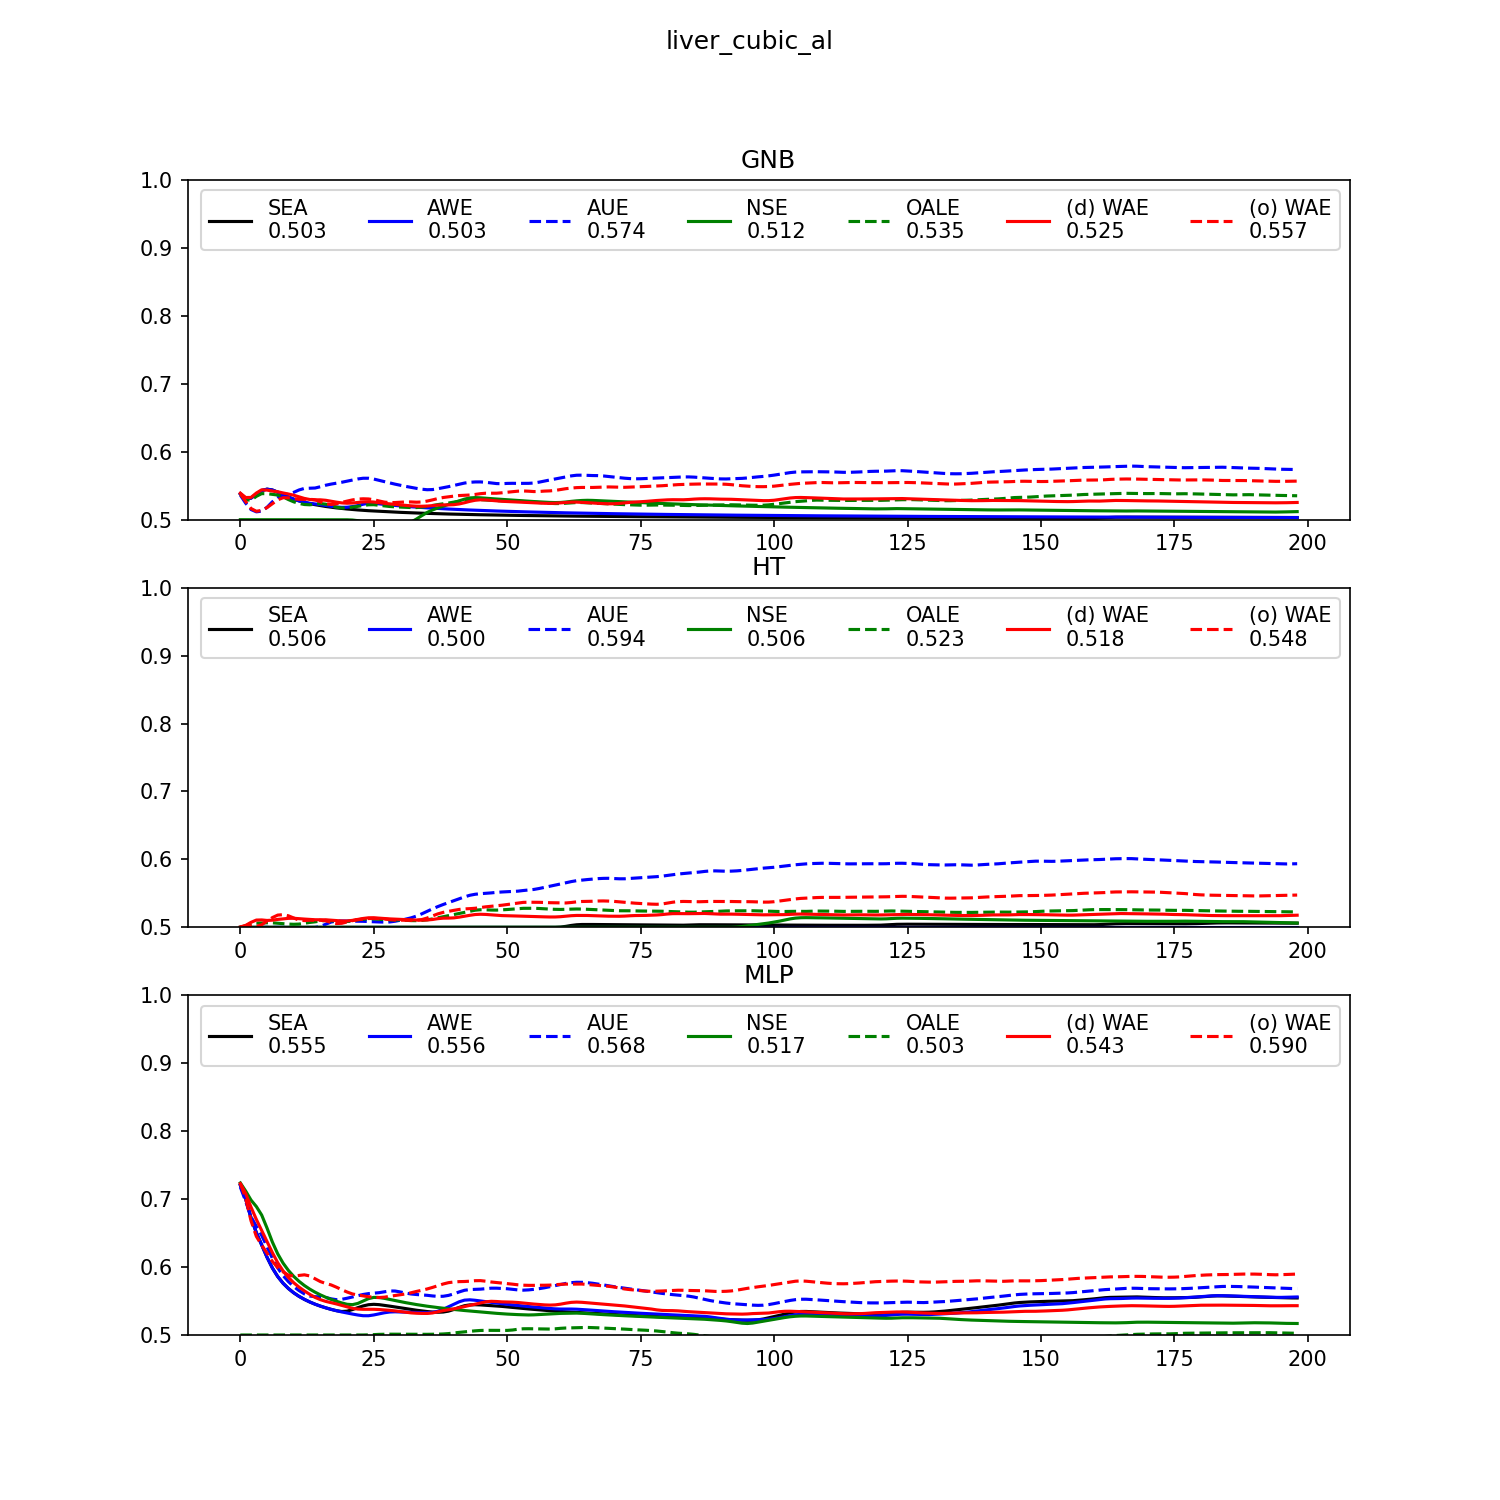 liver_cubic_al
GNB
1.0
SEA AWE AUE NSE OALE (d) WAE (o) WAE
0.503 0.503 0.574 0.512 0.535 0.525 0.557
0.9
0.8
0.7
0.6
0.5
0 25 50 75 100 125 150 175 200
HT
1.0
SEA AWE AUE NSE OALE (d) WAE (o) WAE
0.506 0.500 0.594 0.506 0.523 0.518 0.548
0.9
0.8
0.7
0.6
0.5
0 25 50 75 100 125 150 175 200
MLP
1.0
SEA AWE AUE NSE OALE (d) WAE (o) WAE
0.555 0.556 0.568 0.517 0.503 0.543 0.590
0.9
0.8
0.7
0.6
0.5
0 25 50 75 100 125 150 175 200